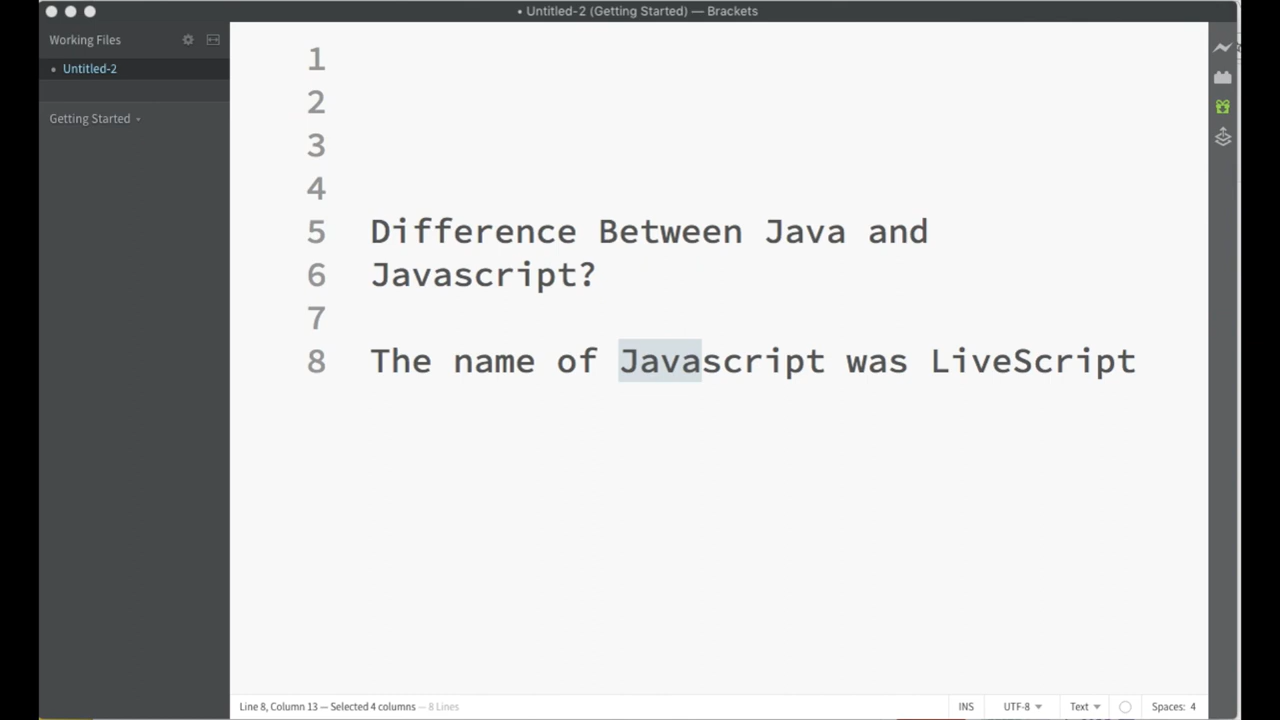 • Untitled-2 (Getting Started) — Brackets
Working Files
• Untitled-2
Getting Started
1
2
3
4
5 Difference Between Java and
6 Javascript?
7
8 The name of Javascript was LiveScript
Line 8, Column 13 — Selected 4 columns — 8 Lines
INS UTF-8 Text Spaces: 4